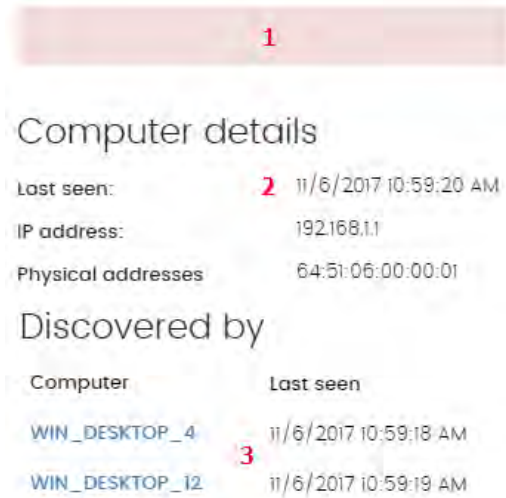 1
Computer details
Last seen: 2 11/6/2017 10:59:20 AM
IP address: 192.168.1.1
Physical addresses 64:51:06:00:00:01
Discovered by
Computer Last seen
WIN_DESKTOP_4 11/6/2017 10:59:18 AM
3
WIN_DESKTOP_12 11/6/2017 10:59:19 AM